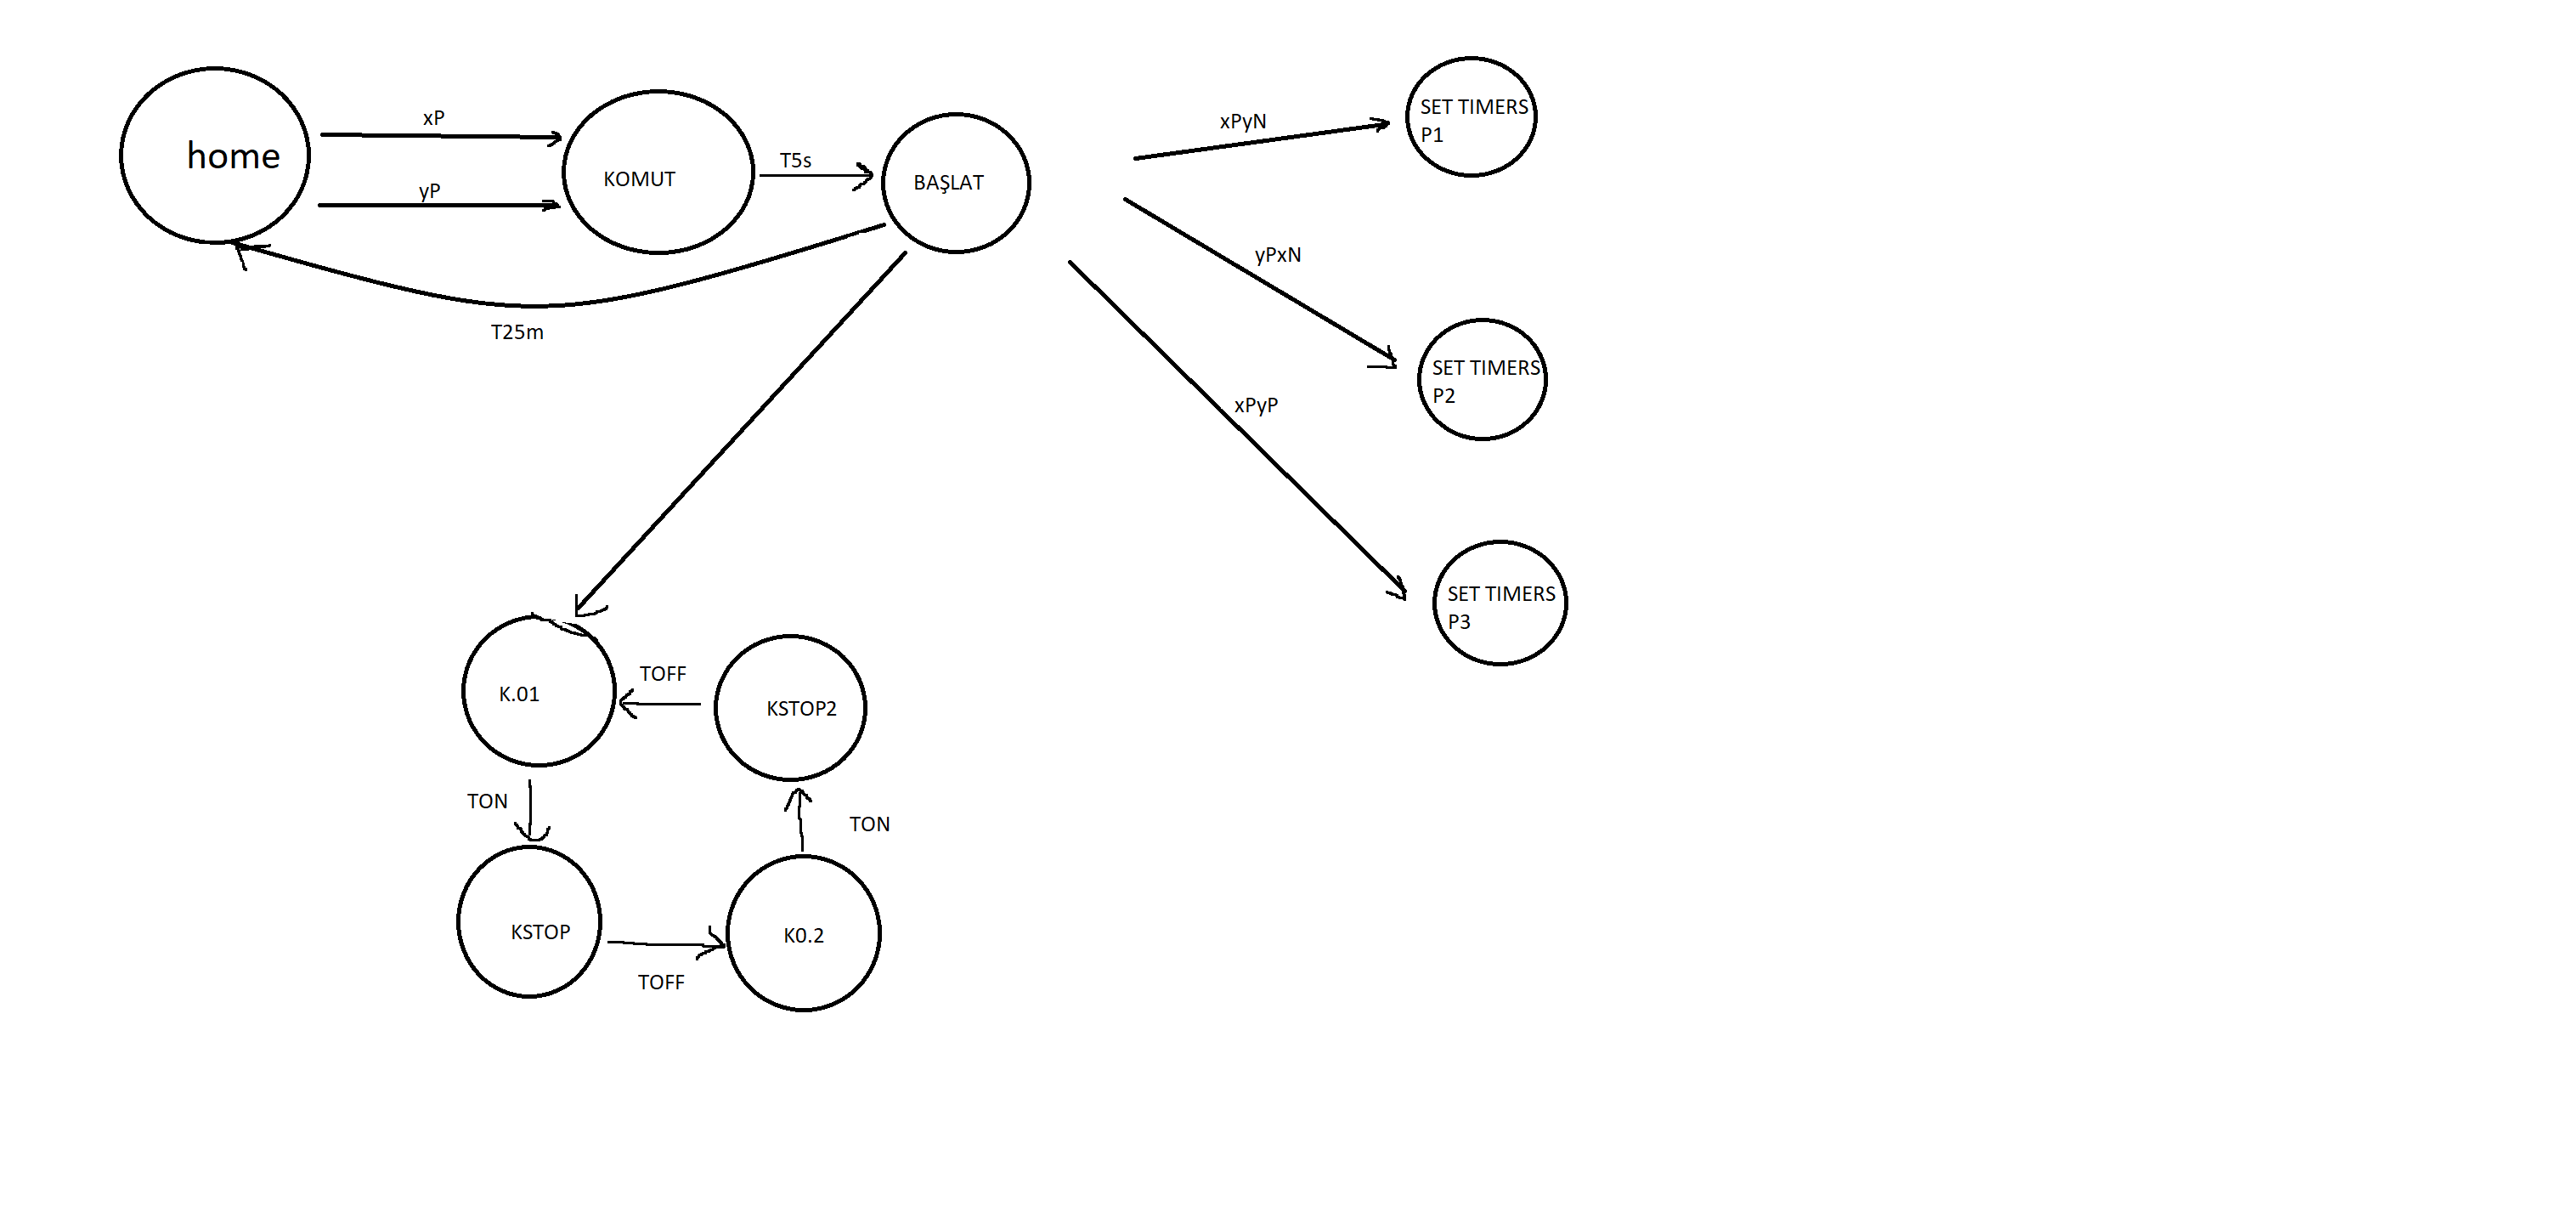 home
xP
yP
KOMUT
T5s
BAŞLAT
T25m
xPyN
SET TIMERS
P1
yPxN
SET TIMERS
P2
xPyP
SET TIMERS
P3
K.01
TOFF
KSTOP2
TON
TON
KSTOP
TOFF
K0.2